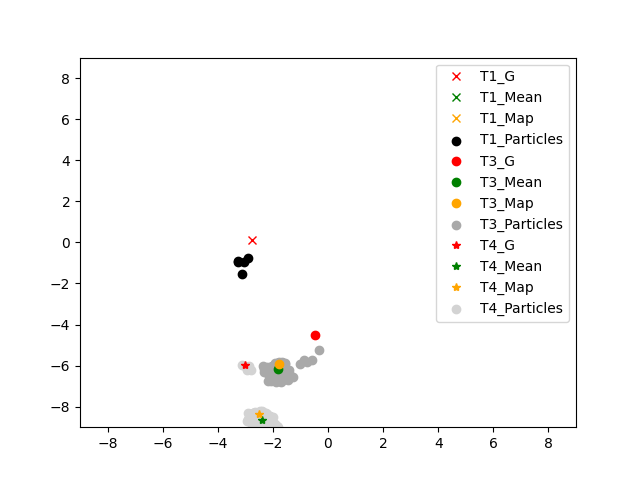 T1_G
T1_Mean
T1_Map
T1_Particles
T3_G
T3_Mean
T3_Map
T3_Particles
T4_G
T4_Mean
T4_Map
T4_Particles
8
6
4
2
0
−2
−4
−6
−8
−8 −6 −4 −2 0 2 4 6 8